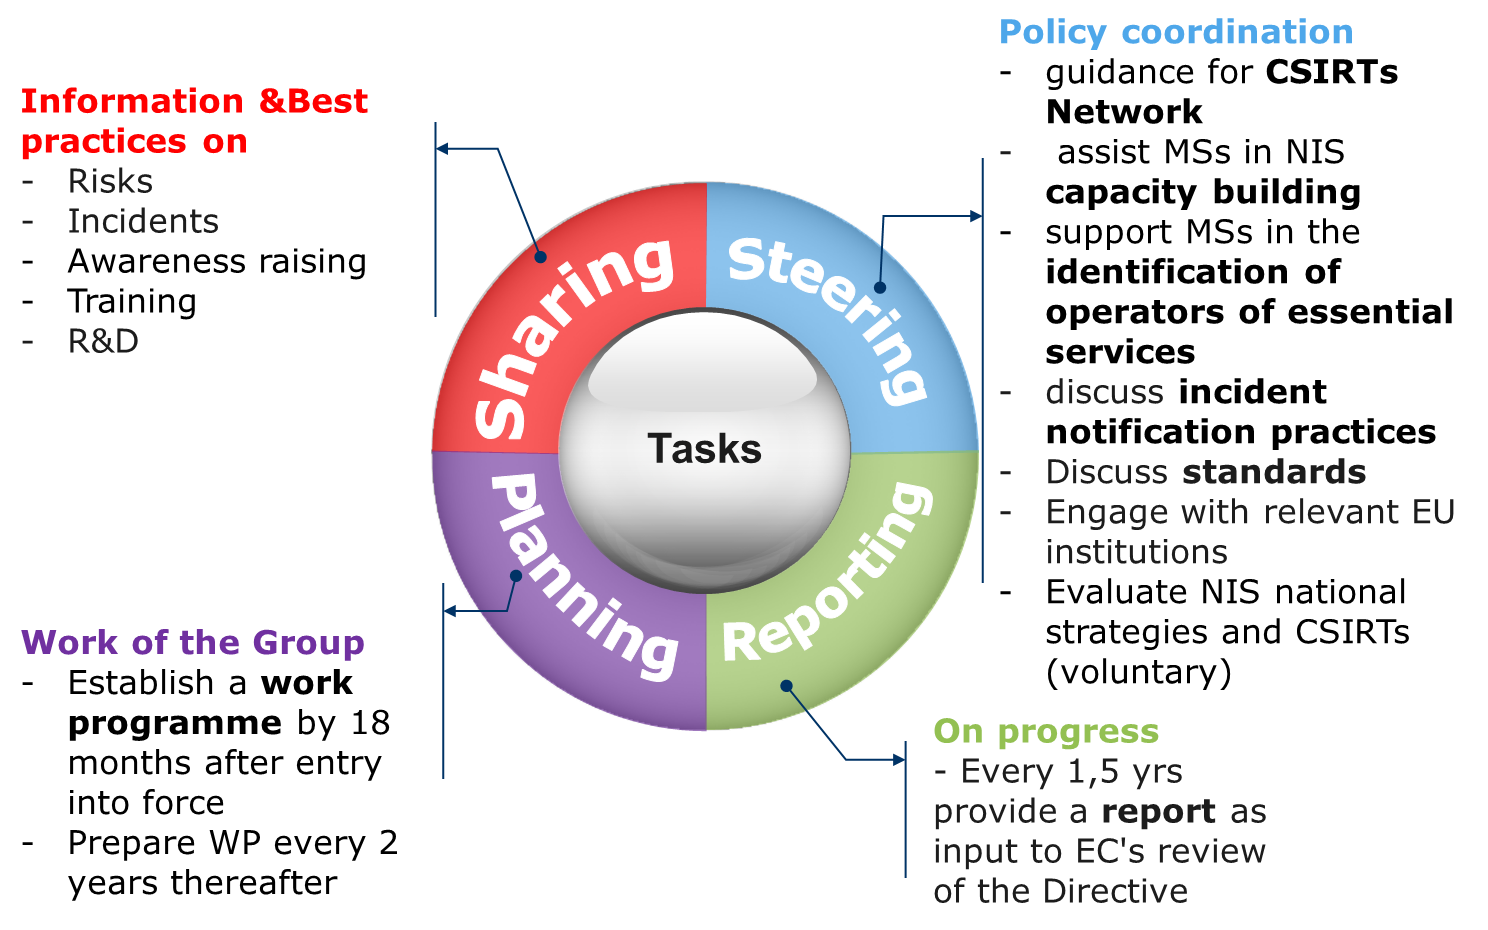 Information &Best
practices on
- Risks
- Incidents
- Awareness raising
- Training
- R&D
Sharing
Steering
Tasks
Planning
Reporting
Policy coordination
- guidance for CSIRTs
Network
- assist MSs in NIS
capacity building
- support MSs in the
identification of
operators of essential
services
- discuss incident
notification practices
- Discuss standards
- Engage with relevant EU
institutions
- Evaluate NIS national
strategies and CSIRTs
(voluntary)
Work of the Group
- Establish a work
programme by 18
months after entry
into force
- Prepare WP every 2
years thereafter
On progress
- Every 1,5 yrs
provide a report as
input to EC's review
of the Directive